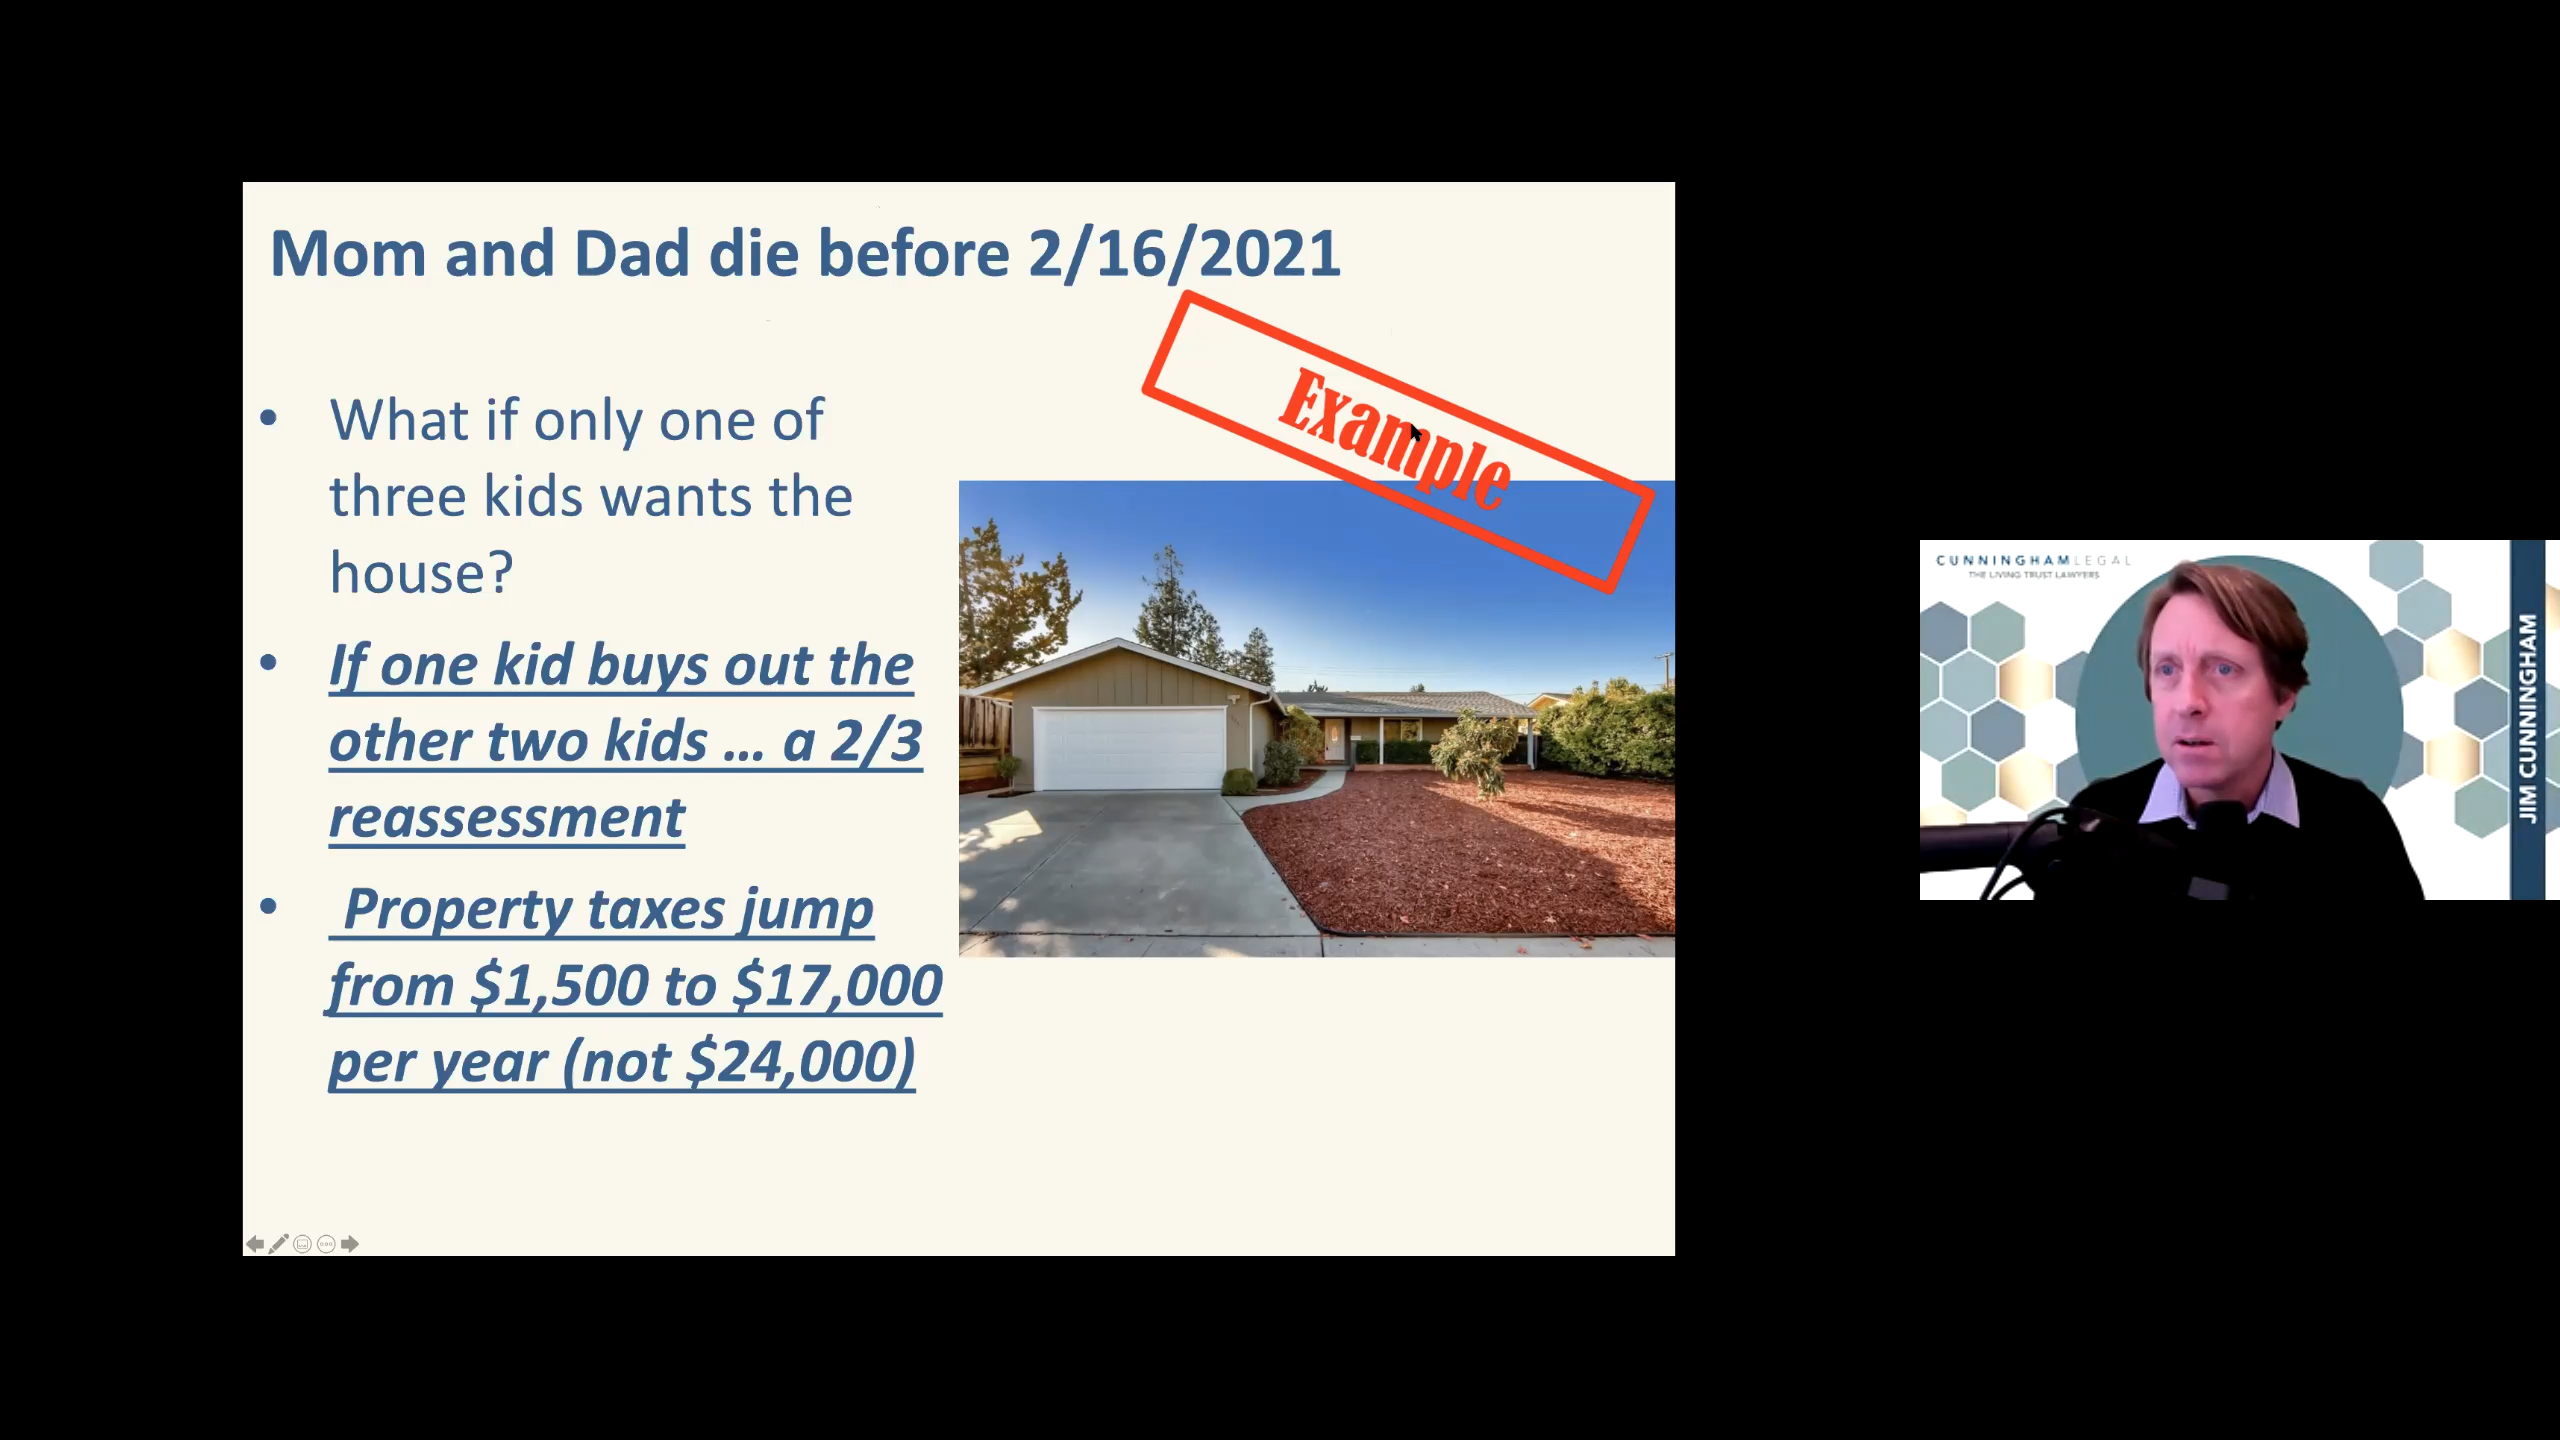 Mom and Dad die before 2/16/2021
Example
• What if only one of
three kids wants the
house?
• If one kid buys out the
other two kids ... a 2/3
reassessment
• Property taxes jump
from $1,500 to $17,000
per year (not $24,000)
CUNNINGHAMLEGAL
THE LIVING TRUST LAWYERS
JIM CUNNINGHAM